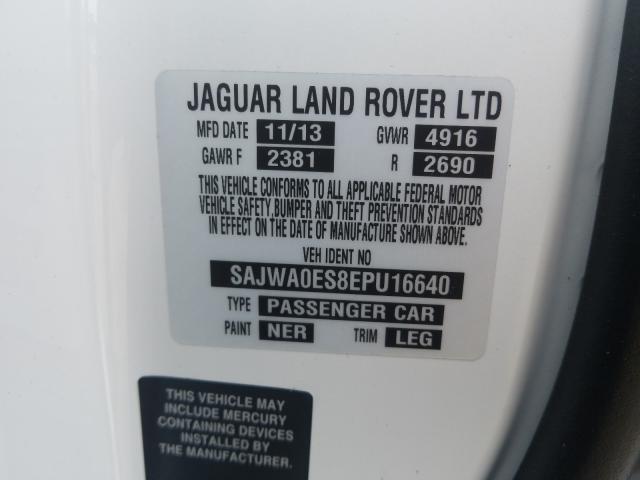 JAGUAR LAND ROVER LTD
MFD DATE 11/13 GVWR 4916
GAWR F 2381 R 2690
THIS VEHICLE CONFORMS TO ALL APPLICABLE FEDERAL MOTOR
VEHICLE SAFETY, BUMPER AND THEFT PREVENTION STANDARDS
IN EFFECT ON THE DATE OF MANUFACTURE SHOWN ABOVE.
VEH IDENT NO
SAJWA0ES8EPU16640
TYPE PASSENGER CAR
PAINT NER TRIM LEG
THIS VEHICLE MAY
INCLUDE MERCURY
CONTAINING DEVICES
INSTALLED BY
THE MANUFACTURER.